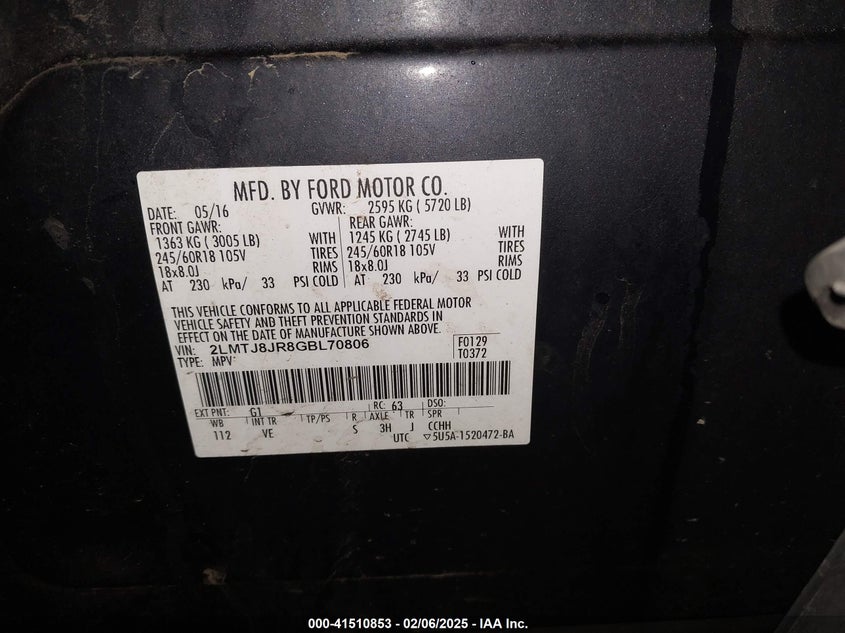 MFD. BY FORD MOTOR CO.
DATE: 05/16 GVWR: 2595 KG ( 5720 LB)
FRONT GAWR: REAR GAWR:
1363 KG ( 3005 LB) WITH 1245 KG ( 2745 LB) WITH
245/60R18 105V TIRES 245/60R18 105V TIRES
18x8.0J RIMS 18x8.0J RIMS
AT 230 kPa/ 33 PSI COLD AT 230 kPa/ 33 PSI COLD
THIS VEHICLE CONFORMS TO ALL APPLICABLE FEDERAL MOTOR
VEHICLE SAFETY AND THEFT PREVENTION STANDARDS IN
EFFECT ON THE DATE OF MANUFACTURE SHOWN ABOVE.
VIN: 2LMTJ8JR8GBL70806 F0129
TYPE: MPV T0372
EXT PNT: G1 RC: 63 DSO:
WB INT TR TP/PS R AXLE TR SPR
112 VE S 3H J CCHH
UTC ▽5U5A-1520472-BA
000-41510853 — 02/06/2025 — IAA Inc.